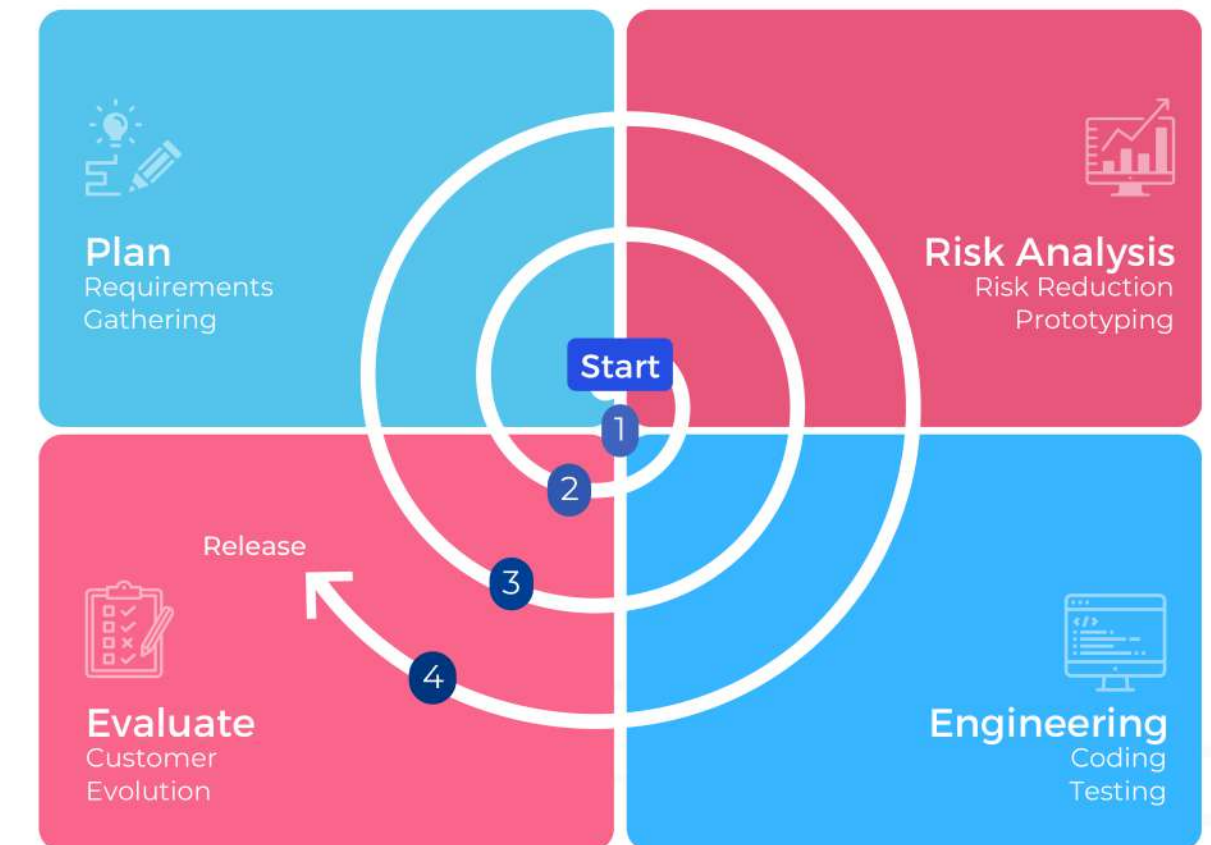 Plan
Requirements
Gathering
Risk Analysis
Risk Reduction
Prototyping
Start
1
2
3
4
Release
Evaluate
Customer
Evolution
Engineering
Coding
Testing